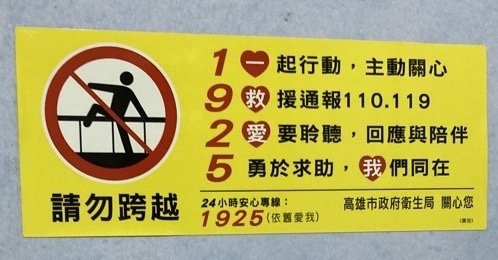 請勿跨越
1 一起行動，主動關心
9 救援通報110.119
2 愛要聆聽，回應與陪伴
5 勇於求助，我們同在
24小時安心專線：
1925(依舊愛我)
高雄市政府衛生局 關心您
(廣告)